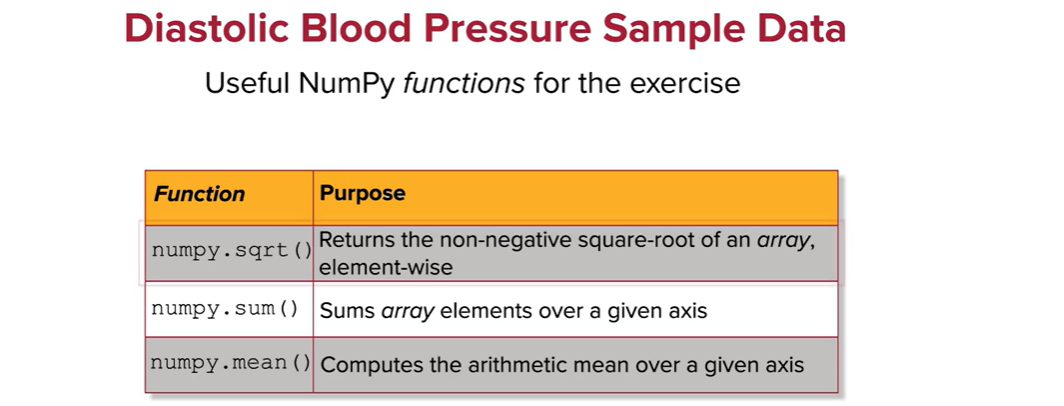 Diastolic Blood Pressure Sample Data
Useful NumPy functions for the exercise
Function Purpose
numpy.sqrt() Returns the non-negative square-root of an array,
element-wise
numpy.sum() Sums array elements over a given axis
numpy.mean() Computes the arithmetic mean over a given axis